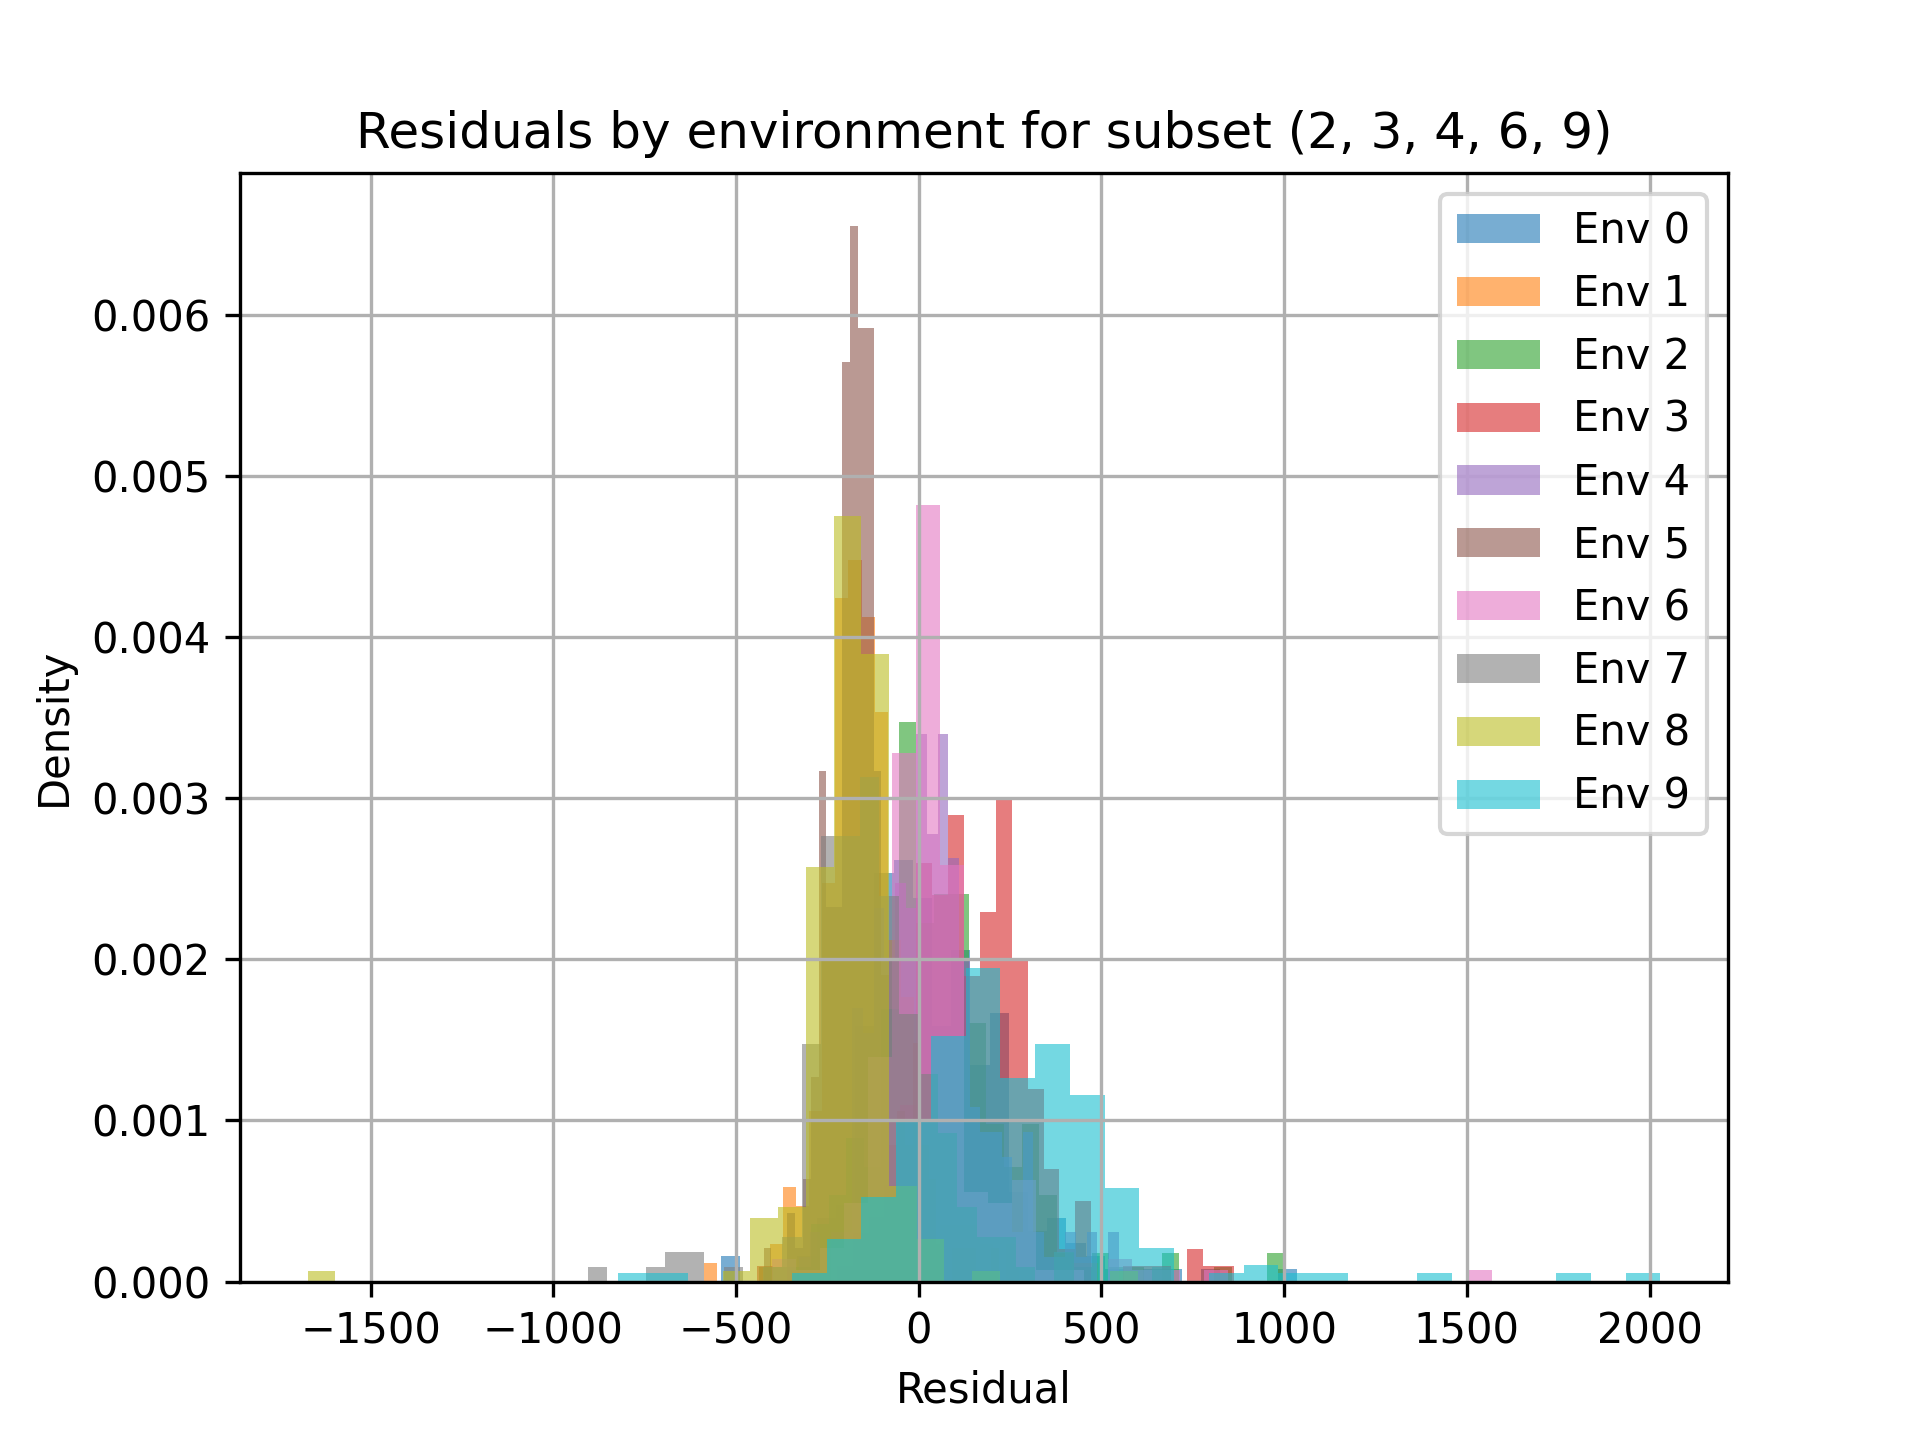 Residuals by environment for subset (2, 3, 4, 6, 9)
Env 0
Env 1
Env 2
Env 3
Env 4
Env 5
Env 6
Env 7
Env 8
Env 9
0.006
0.005
0.004
0.003
0.002
0.001
0.000
Density
−1500 −1000 −500 0 500 1000 1500 2000
Residual